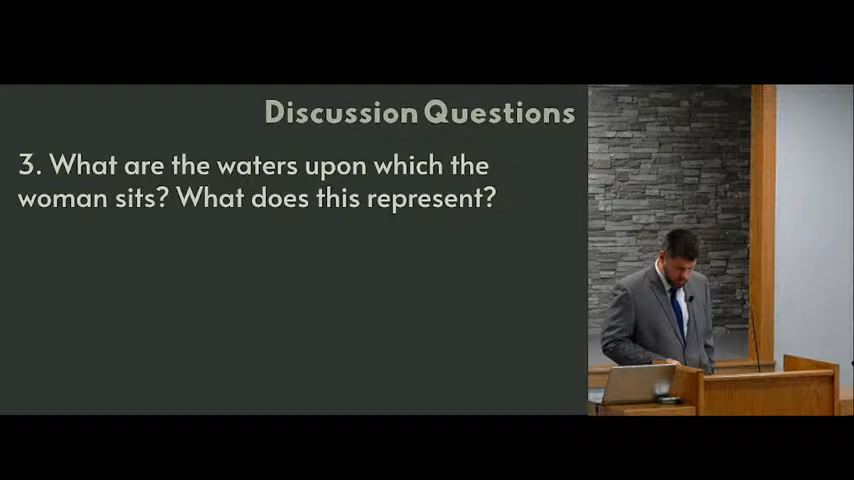 Discussion Questions
3. What are the waters upon which the
woman sits? What does this represent?